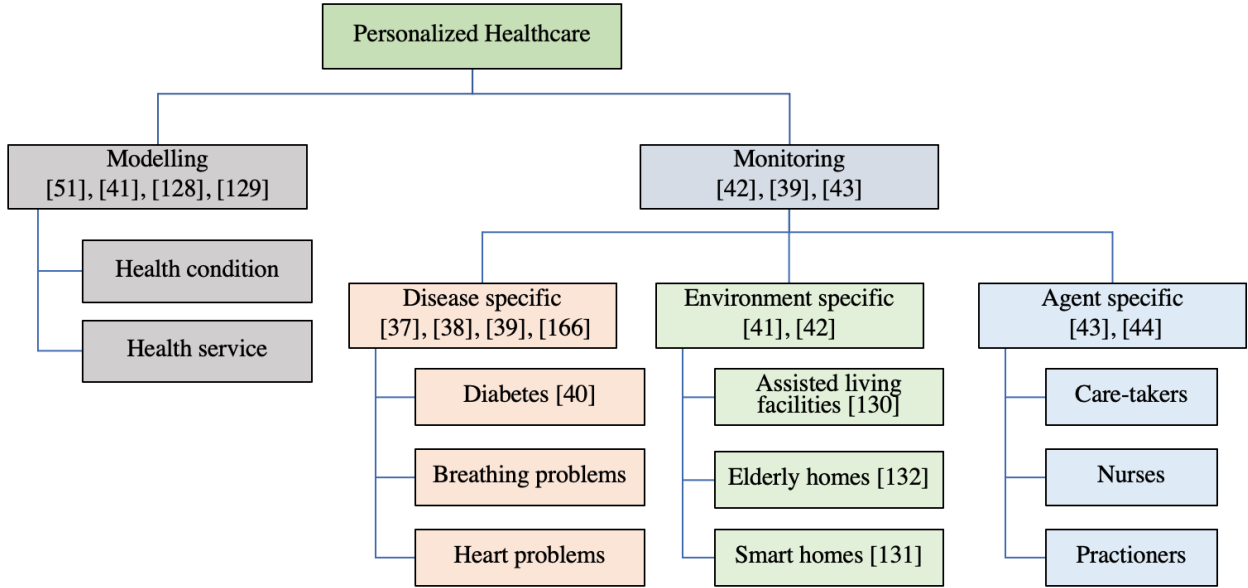 Personalized Healthcare
Modelling
[51], [41], [128], [129]
Health condition
Health service
Monitoring
[42], [39], [43]
Disease specific
[37], [38], [39], [166]
Diabetes [40]
Breathing problems
Heart problems
Environment specific
[41], [42]
Assisted living
facilities [130]
Elderly homes [132]
Smart homes [131]
Agent specific
[43], [44]
Care-takers
Nurses
Practioners